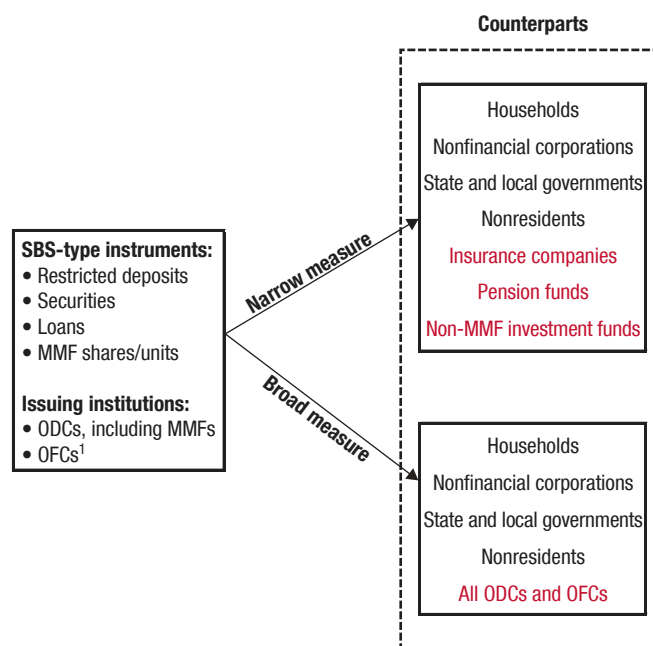 Counterparts
SBS-type instruments:
• Restricted deposits
• Securities
• Loans
• MMF shares/units
Issuing institutions:
• ODCs, including MMFs
• OFCs¹
Narrow measure
Broad measure
Households
Nonfinancial corporations
State and local governments
Nonresidents
Insurance companies
Pension funds
Non-MMF investment funds
Households
Nonfinancial corporations
State and local governments
Nonresidents
All ODCs and OFCs